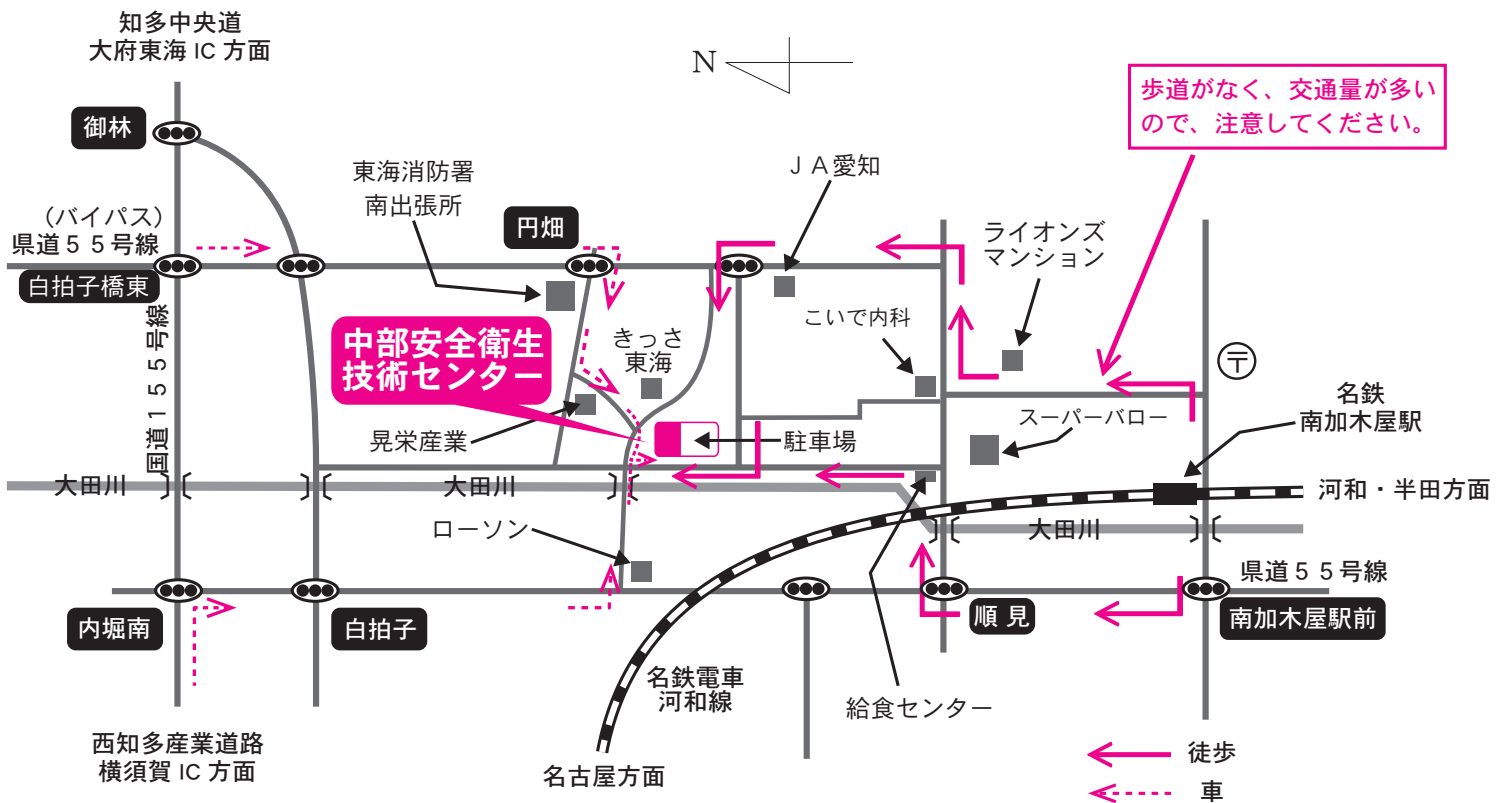 知多中央道
大府東海 IC 方面
N
歩道がなく、交通量が多い
ので、注意してください。
御林
東海消防署
南出張所
ＪＡ愛知
（バイパス）
県道５５号線
円畑
ライオンズ
マンション
白拍子橋東
国道１５５号線
中部安全衛生
技術センター
きっさ
東海
こいで内科
〒
名鉄
南加木屋駅
スーパーバロー
晃栄産業
駐車場
大田川
大田川
河和・半田方面
ローソン
大田川
県道５５号線
内堀南
白拍子
順見
南加木屋駅前
名鉄電車
河和線
給食センター
西知多産業道路
横須賀 IC 方面
名古屋方面
徒歩
車